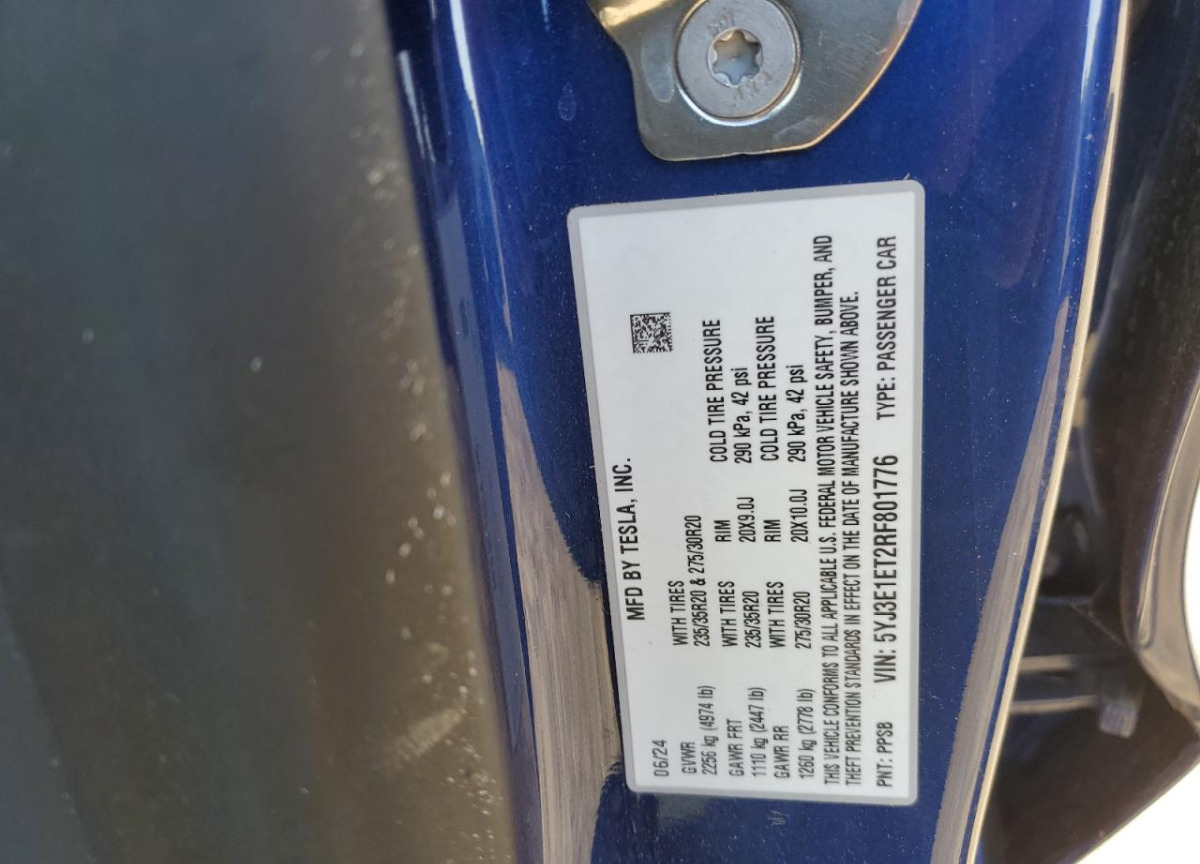 MFD BY TESLA, INC.
06/24
GVWR
2256 kg (4974 lb)
WITH TIRES
235/35R20 & 275/30R20
GAWR FRT
WITH TIRES
RIM
COLD TIRE PRESSURE
1110 kg (2447 lb)
235/35R20
20X9.0J
290 kPa, 42 psi
GAWR RR
WITH TIRES
RIM
COLD TIRE PRESSURE
1260 kg (2778 lb)
275/30R20
20X10.0J
290 kPa, 42 psi
THIS VEHICLE CONFORMS TO ALL APPLICABLE U.S. FEDERAL MOTOR VEHICLE SAFETY, BUMPER, AND
THEFT PREVENTION STANDARDS IN EFFECT ON THE DATE OF MANUFACTURE SHOWN ABOVE.
PNT: PPSB VIN: 5YJ3E1ET2RF801776 TYPE: PASSENGER CAR